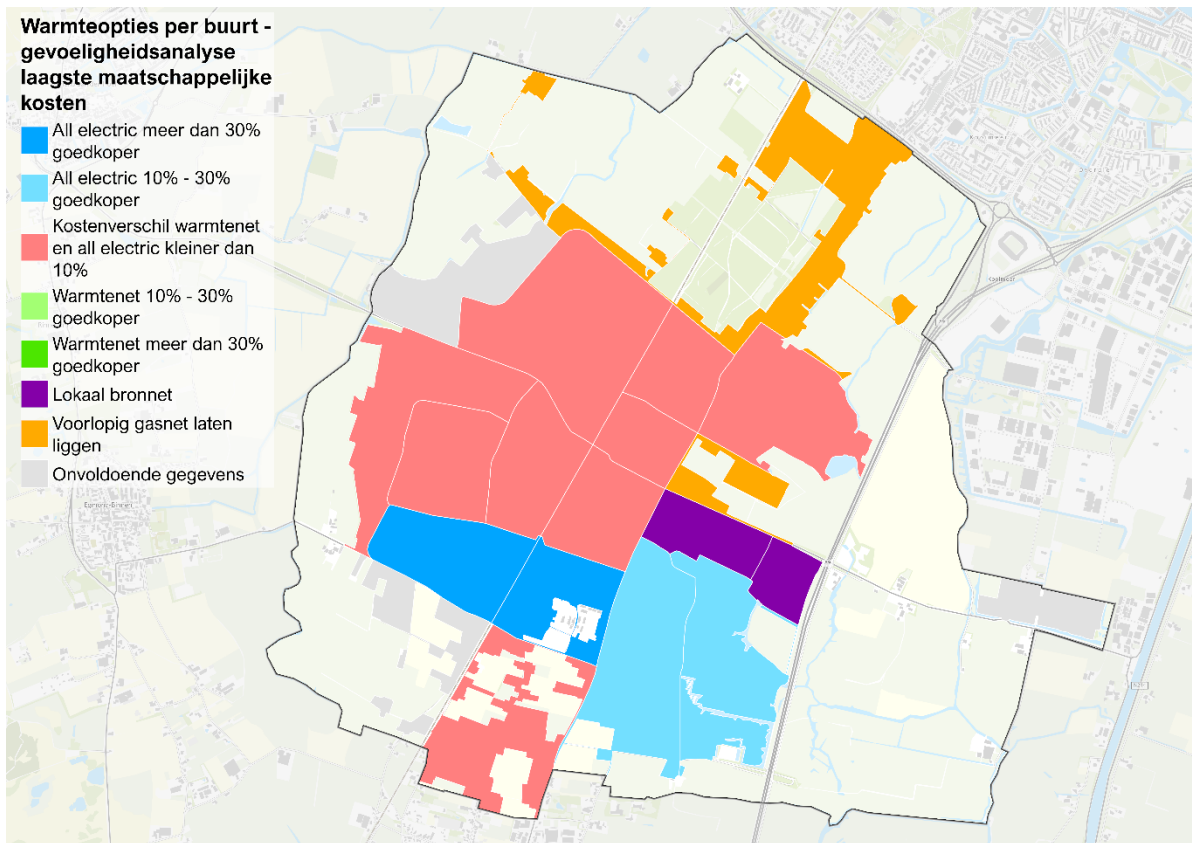 Warmteopties per buurt -
gevoeligheidsanalyse
laagste maatschappelijke
kosten
All electric meer dan 30%
goedkoper
All electric 10% - 30%
goedkoper
Kostenverschil warmtenet
en all electric kleiner dan
10%
Warmtenet 10% - 30%
goedkoper
Warmtenet meer dan 30%
goedkoper
Lokaal bronnet
Voorlopig gasnet laten
liggen
Onvoldoende gegevens